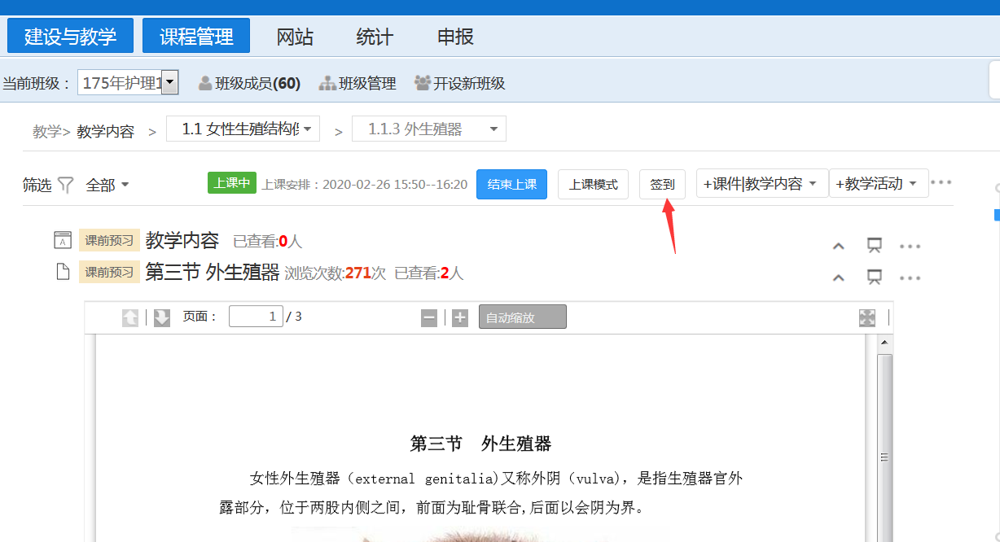 建设与教学 课程管理 网站 统计 申报
当前班级： 175年护理1 班级成员(60) 班级管理 开设新班级
教学> 教学内容 > 1.1 女性生殖结构 > 1.1.3 外生殖器
筛选 全部 上课中 上课安排：2020-02-26 15:50--16:20 结束上课 上课模式 签到 +课件|教学内容 +教学活动 •••
课前预习 教学内容 已查看:0人
课前预习 第三节 外生殖器 浏览次数:271次 已查看:2人
页面： 1 / 3 自动缩放
第三节 外生殖器
女性外生殖器（external genitalia)又称外阴（vulva），是指生殖器官外
露部分，位于两股内侧之间，前面为耻骨联合,后面以会阴为界。